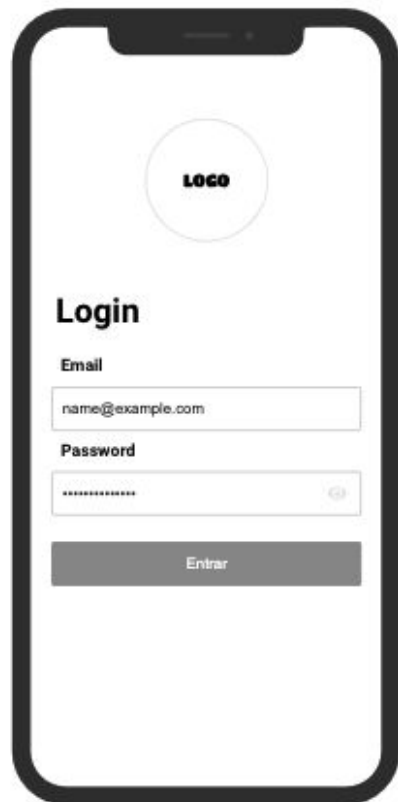 LOGO
Login
Email
name@example.com
Password
••••••••••••••
Entrar